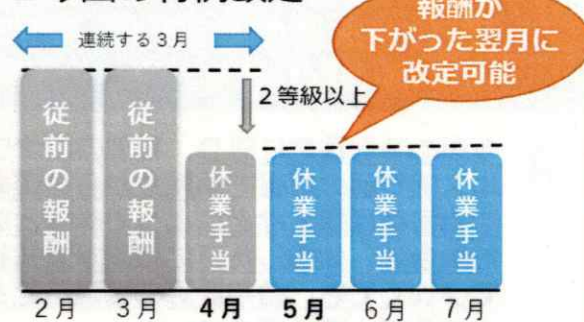 報酬が
下がった翌月に
改定可能
連続する3月
2等級以上
従前の報酬
従前の報酬
休業手当
休業手当
休業手当
休業手当
2月 3月 4月 5月 6月 7月